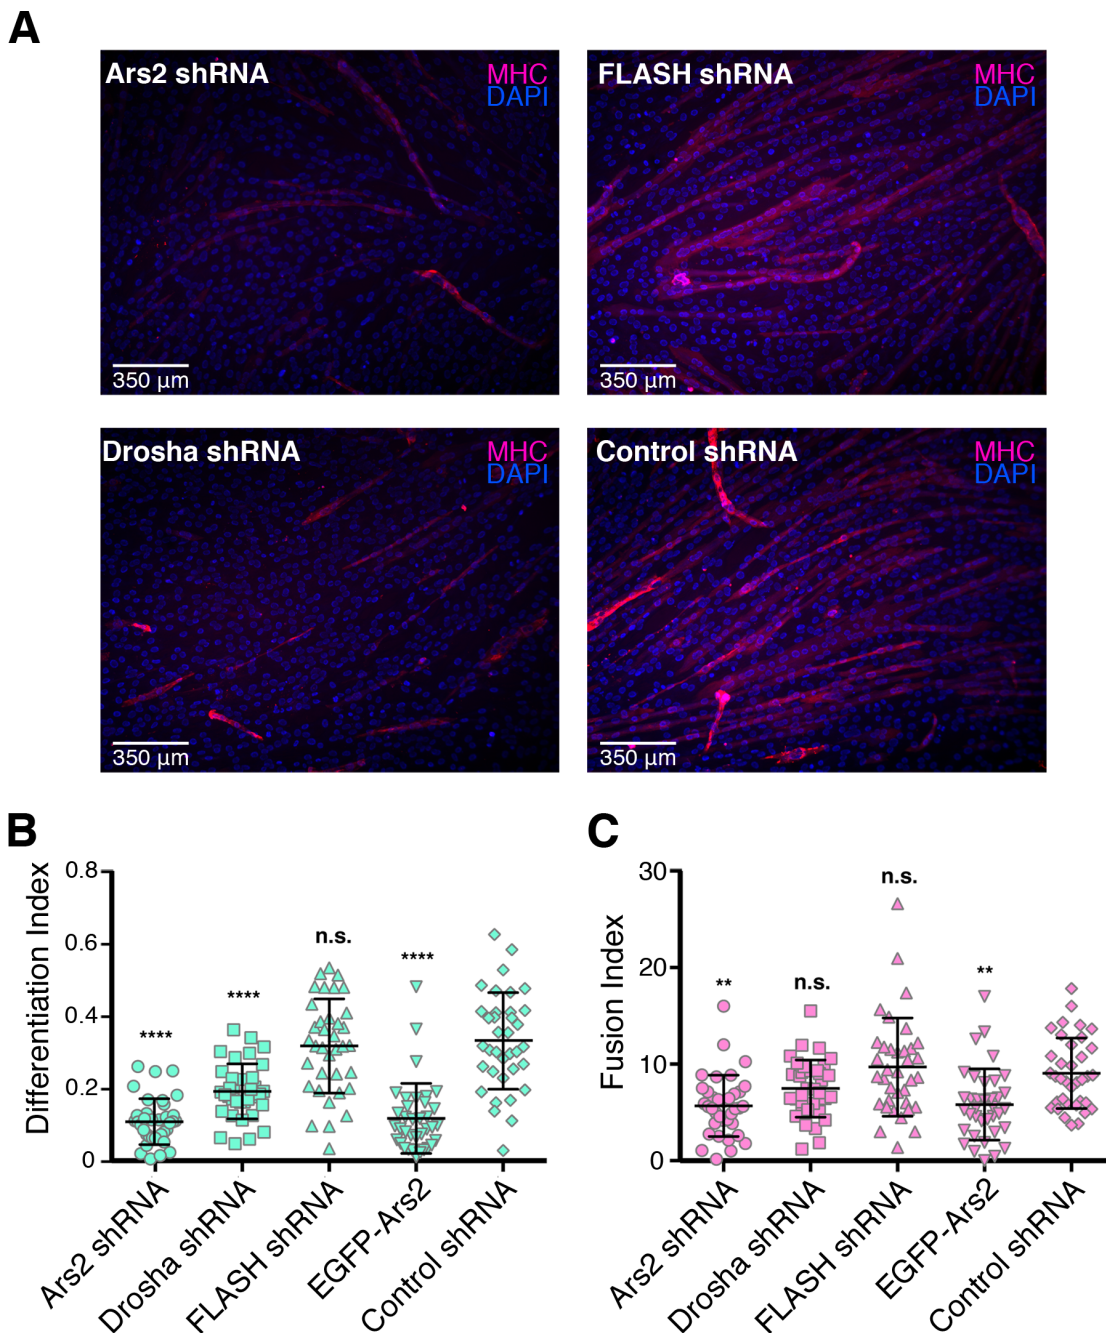 A
Ars2 shRNA
MHC
DAPI
350 µm
FLASH shRNA
MHC
DAPI
350 µm
Drosha shRNA
MHC
DAPI
350 µm
Control shRNA
MHC
DAPI
350 µm
B
Differentiation Index
0.8
0.6
0.4
0.2
0
****
****
n.s.
****
Ars2 shRNA
Drosha shRNA
FLASH shRNA
EGFP-Ars2
Control shRNA
C
Fusion Index
30
20
10
0
**
n.s.
n.s.
**
Ars2 shRNA
Drosha shRNA
FLASH shRNA
EGFP-Ars2
Control shRNA